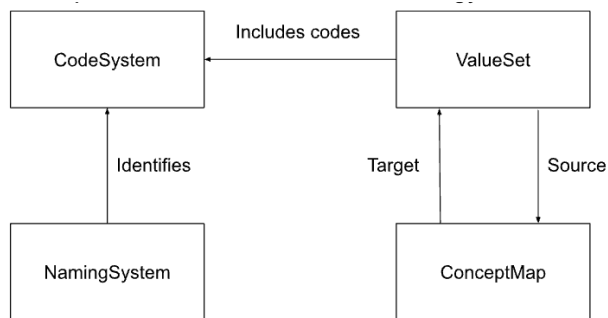 Includes codes
CodeSystem
ValueSet
Identifies
Target
Source
NamingSystem
ConceptMap